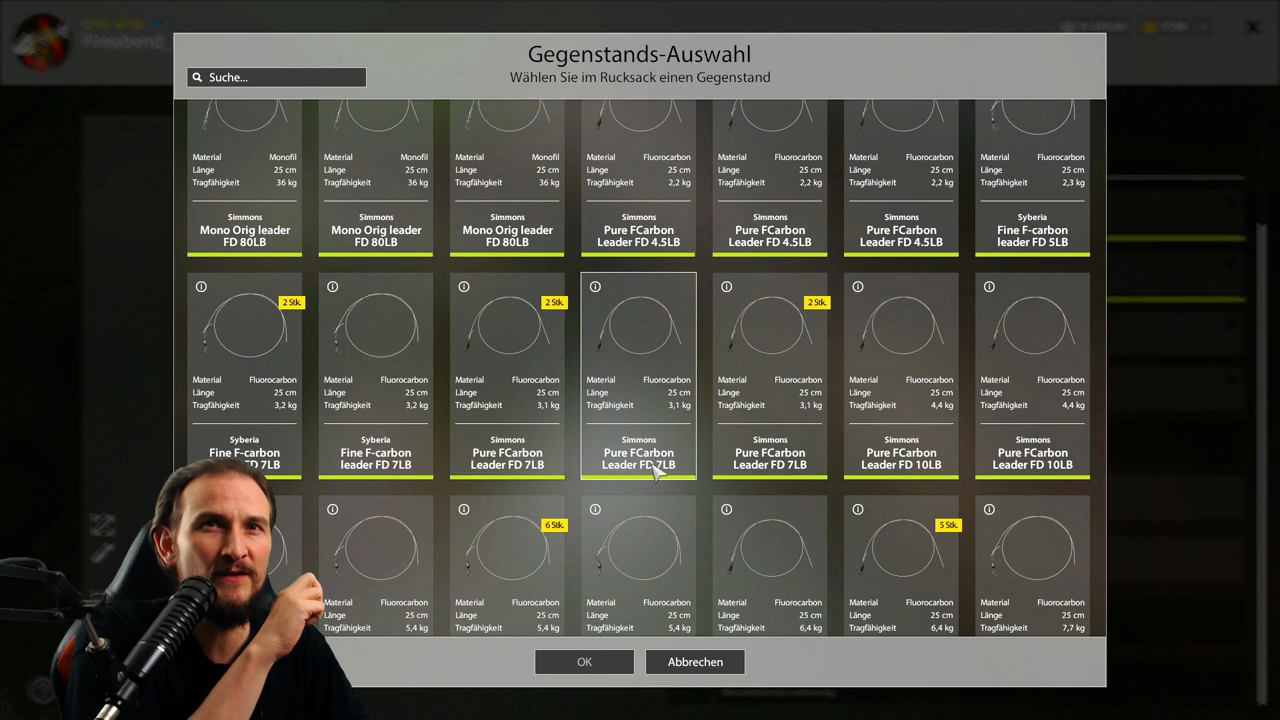 Gegenstands-Auswahl
Wählen Sie im Rucksack einen Gegenstand
Suche...
Material Monofil
Länge 25 cm
Tragfähigkeit 36 kg
Simmons
Mono Orig leader
FD 80LB
Material Monofil
Länge 25 cm
Tragfähigkeit 36 kg
Simmons
Mono Orig leader
FD 80LB
Material Monofil
Länge 25 cm
Tragfähigkeit 36 kg
Simmons
Mono Orig leader
FD 80LB
Material Fluorocarbon
Länge 25 cm
Tragfähigkeit 2,2 kg
Simmons
Pure FCarbon
Leader FD 4.5LB
Material Fluorocarbon
Länge 25 cm
Tragfähigkeit 2,2 kg
Simmons
Pure FCarbon
Leader FD 4.5LB
Material Fluorocarbon
Länge 25 cm
Tragfähigkeit 2,2 kg
Simmons
Pure FCarbon
Leader FD 4.5LB
Material Fluorocarbon
Länge 25 cm
Tragfähigkeit 2,3 kg
Syberia
Fine F-carbon
leader FD 5LB
2 Stk.
Material Fluorocarbon
Länge 25 cm
Tragfähigkeit 3,2 kg
Syberia
Fine F-carbon
FD 7LB
Material Fluorocarbon
Länge 25 cm
Tragfähigkeit 3,2 kg
Syberia
Fine F-carbon
leader FD 7LB
2 Stk.
Material Fluorocarbon
Länge 25 cm
Tragfähigkeit 3,1 kg
Simmons
Pure FCarbon
Leader FD 7LB
Material Fluorocarbon
Länge 25 cm
Tragfähigkeit 3,1 kg
Simmons
Pure FCarbon
Leader FD 7LB
2 Stk.
Material Fluorocarbon
Länge 25 cm
Tragfähigkeit 3,1 kg
Simmons
Pure FCarbon
Leader FD 7LB
Material Fluorocarbon
Länge 25 cm
Tragfähigkeit 4,4 kg
Simmons
Pure FCarbon
Leader FD 10LB
Material Fluorocarbon
Länge 25 cm
Tragfähigkeit 4,4 kg
Simmons
Pure FCarbon
Leader FD 10LB
Material Fluorocarbon
Länge 25 cm
Tragfähigkeit 5,4 kg
6 Stk.
Material Fluorocarbon
Länge 25 cm
Tragfähigkeit 5,4 kg
Material Fluorocarbon
Länge 25 cm
Tragfähigkeit 5,4 kg
Material Fluorocarbon
Länge 25 cm
Tragfähigkeit 6,4 kg
5 Stk.
Material Fluorocarbon
Länge 25 cm
Tragfähigkeit 6,4 kg
Material Fluorocarbon
Länge 25 cm
Tragfähigkeit 7,7 kg
OK
Abbrechen